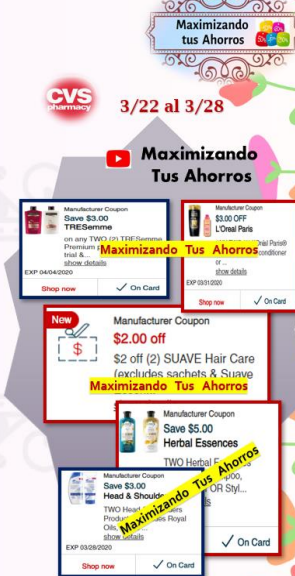 Maximizando
tus Ahorros
CVS
pharmacy
3/22 al 3/28
Maximizando
Tus Ahorros
Manufacturer Coupon
Save $3.00
TRESemme
on any TWO (2) TRESemme
Premium
trial &...
show details
EXP 04/04/2020
Shop now
✓ On Card
Manufacturer Coupon
$3.00 OFF
L'Oreal Paris
Paris®
conditioner
or ...
show details
EXP 03/31/2020
Shop now
✓ On Card
Maximizando Tus Ahorros
New
Manufacturer Coupon
$2.00 off
$2 off (2) SUAVE Hair Care
(excludes sachets & Suave
Maximizando Tus Ahorros
Manufacturer Coupon
Save $5.00
Herbal Essences
TWO Herbal
OR Styl...
✓ On Card
Maximizando Tus Ahorros
Manufacturer Coupon
Save $3.00
Head & Shoulders
TWO Head
Royal
Oils,
show details
EXP 03/28/2020
Shop now
✓ On Card